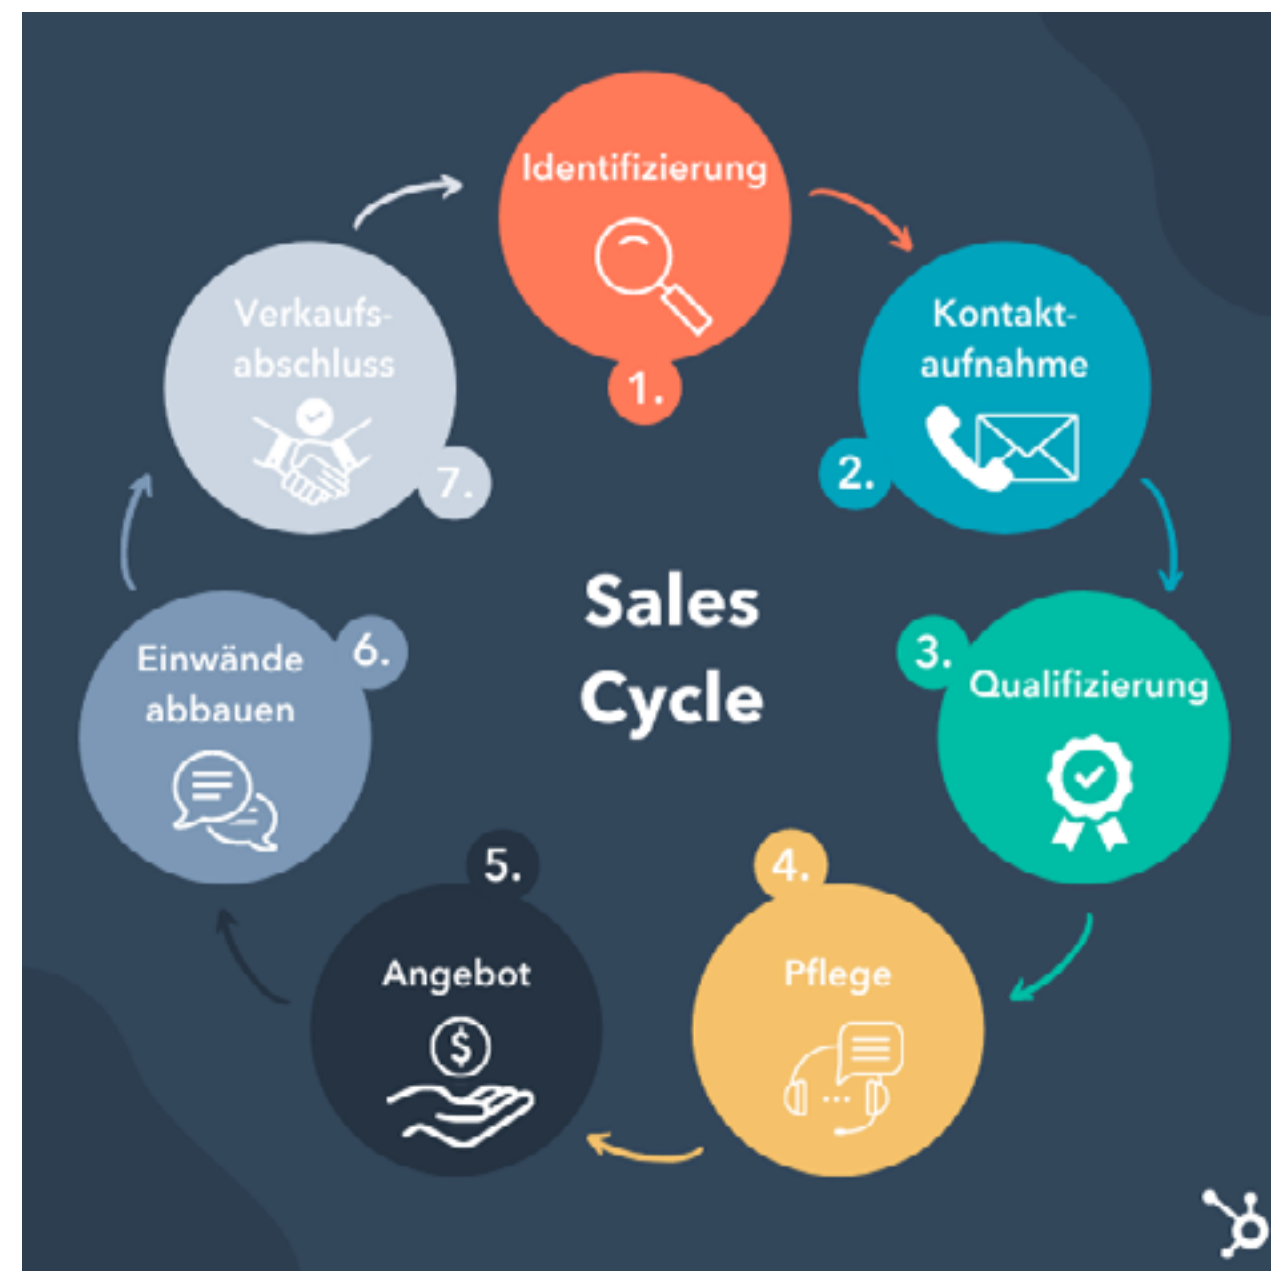 Identifizierung
1.
Kontakt-
aufnahme
2.
3.
Qualifizierung
4.
Pflege
5.
Angebot
6.
Einwände
abbauen
Verkaufs-
abschluss
7.
Sales
Cycle
$